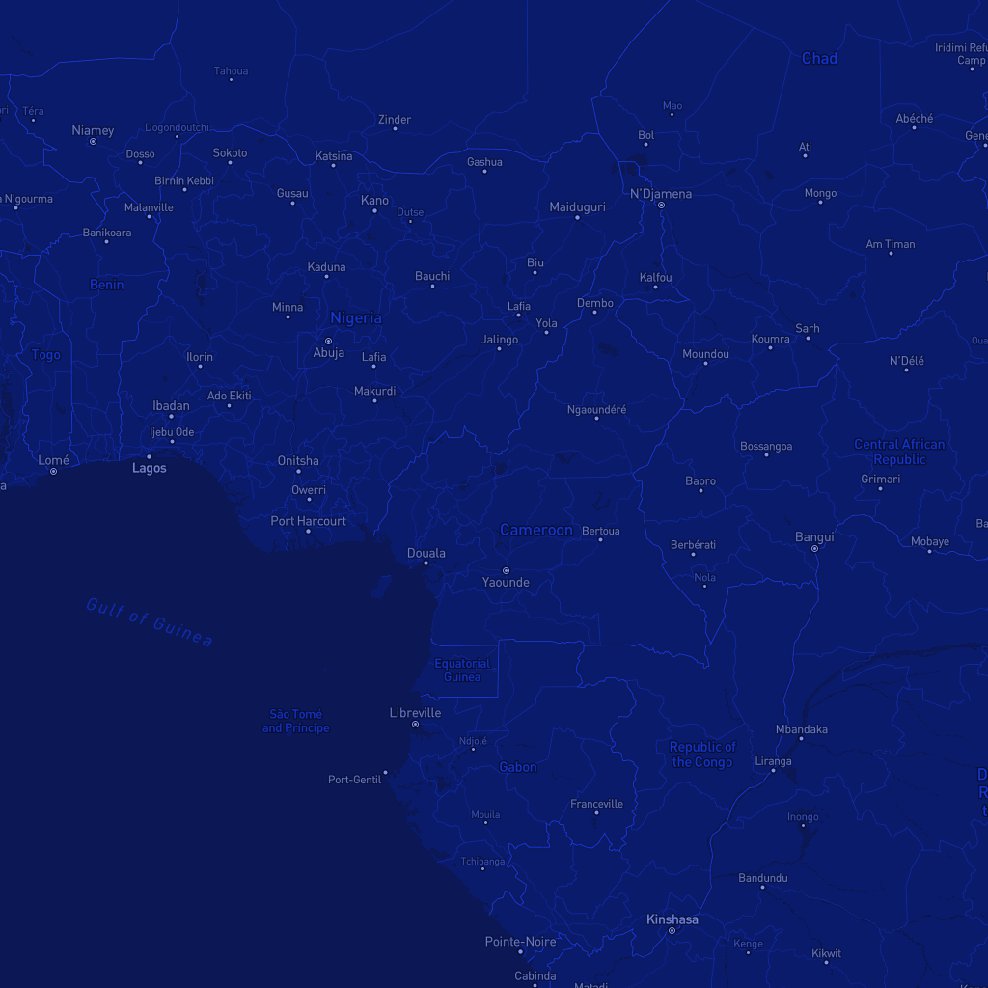 Chad
Iridimi Refu
Camp
Tahoua
Mao
Téra
Zinder
Abéché
Niamey
Logondoutchi
Bol
Gene
Dosso
Sokoto
Katsina
Gashua
At
Birnin Kebbi
Gusau
Kano
N'Djamena
Mongo
a N'gourma
Malanville
Dutse
Maiduguri
Banikoara
Am Timan
Kaduna
Bauchi
Biu
Kalfou
Benin
Minna
Nigeria
Lafia
Dembo
Yola
Sarh
Togo
Abuja
Jalingo
Koumra
Ilorin
Lafia
Moundou
N'Délé
Makurdi
Ado Ekiti
Ibadan
Ngaoundéré
ijebu Ode
Bossangoa
Central African
Republic
Lomé
Lagos
Onitsha
Baoro
Grimari
a
Owerri
Port Harcourt
Cameroon
Bertoua
Bangui
Ba
Berbérati
Mobaye
Douala
Yaounde
Nola
Gulf of Guinea
Equatorial
Guinea
São Tomé
and Príncipe
Libreville
Mbandaka
Ndjolé
Republic of
the Congo
Liranga
Gabon
Port-Gentil
D
R
t
Franceville
Mouila
Inongo
Tchibanga
Bandundu
Kinshasa
Pointe-Noire
Kenge
Kikwit
Cabinda
Matadi